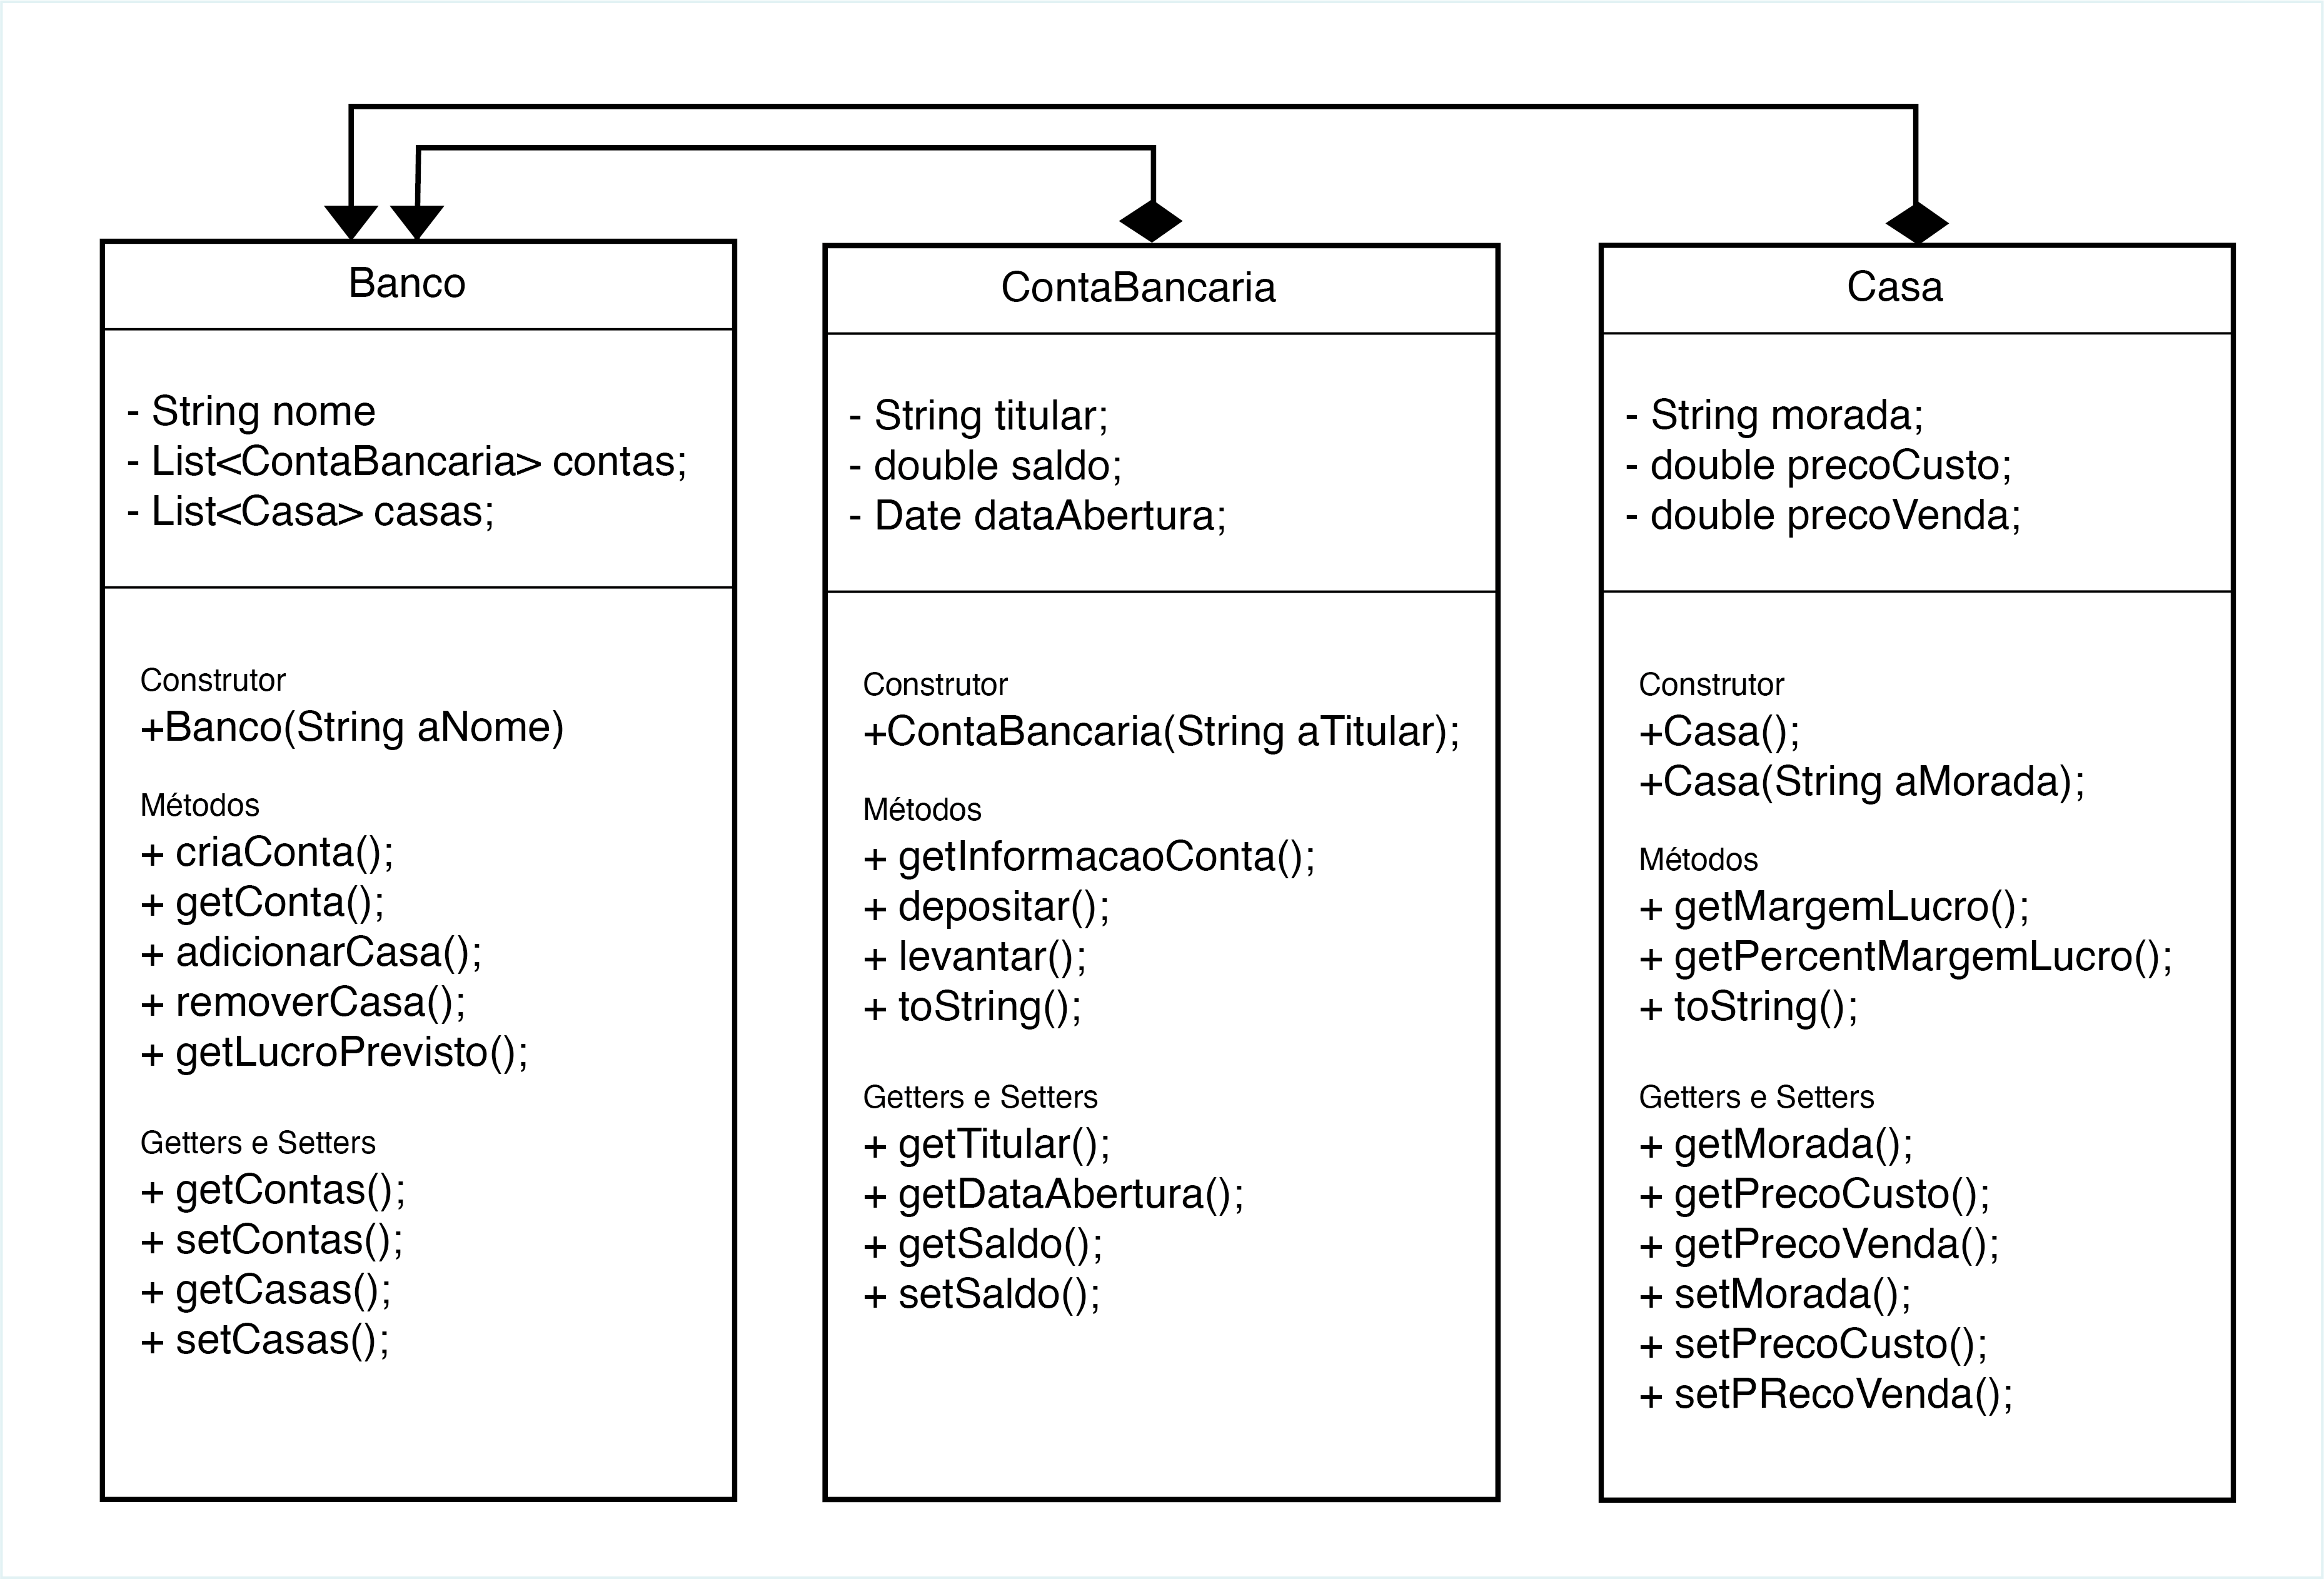 Banco
- String nome
- List<ContaBancaria> contas;
- List<Casa> casas;
Construtor
+Banco(String aNome)
Métodos
+ criaConta();
+ getConta();
+ adicionarCasa();
+ removerCasa();
+ getLucroPrevisto();
Getters e Setters
+ getContas();
+ setContas();
+ getCasas();
+ setCasas();
ContaBancaria
- String titular;
- double saldo;
- Date dataAbertura;
Construtor
+ContaBancaria(String aTitular);
Métodos
+ getInformacaoConta();
+ depositar();
+ levantar();
+ toString();
Getters e Setters
+ getTitular();
+ getDataAbertura();
+ getSaldo();
+ setSaldo();
Casa
- String morada;
- double precoCusto;
- double precoVenda;
Construtor
+Casa();
+Casa(String aMorada);
Métodos
+ getMargemLucro();
+ getPercentMargemLucro();
+ toString();
Getters e Setters
+ getMorada();
+ getPrecoCusto();
+ getPrecoVenda();
+ setMorada();
+ setPrecoCusto();
+ setPRecoVenda();